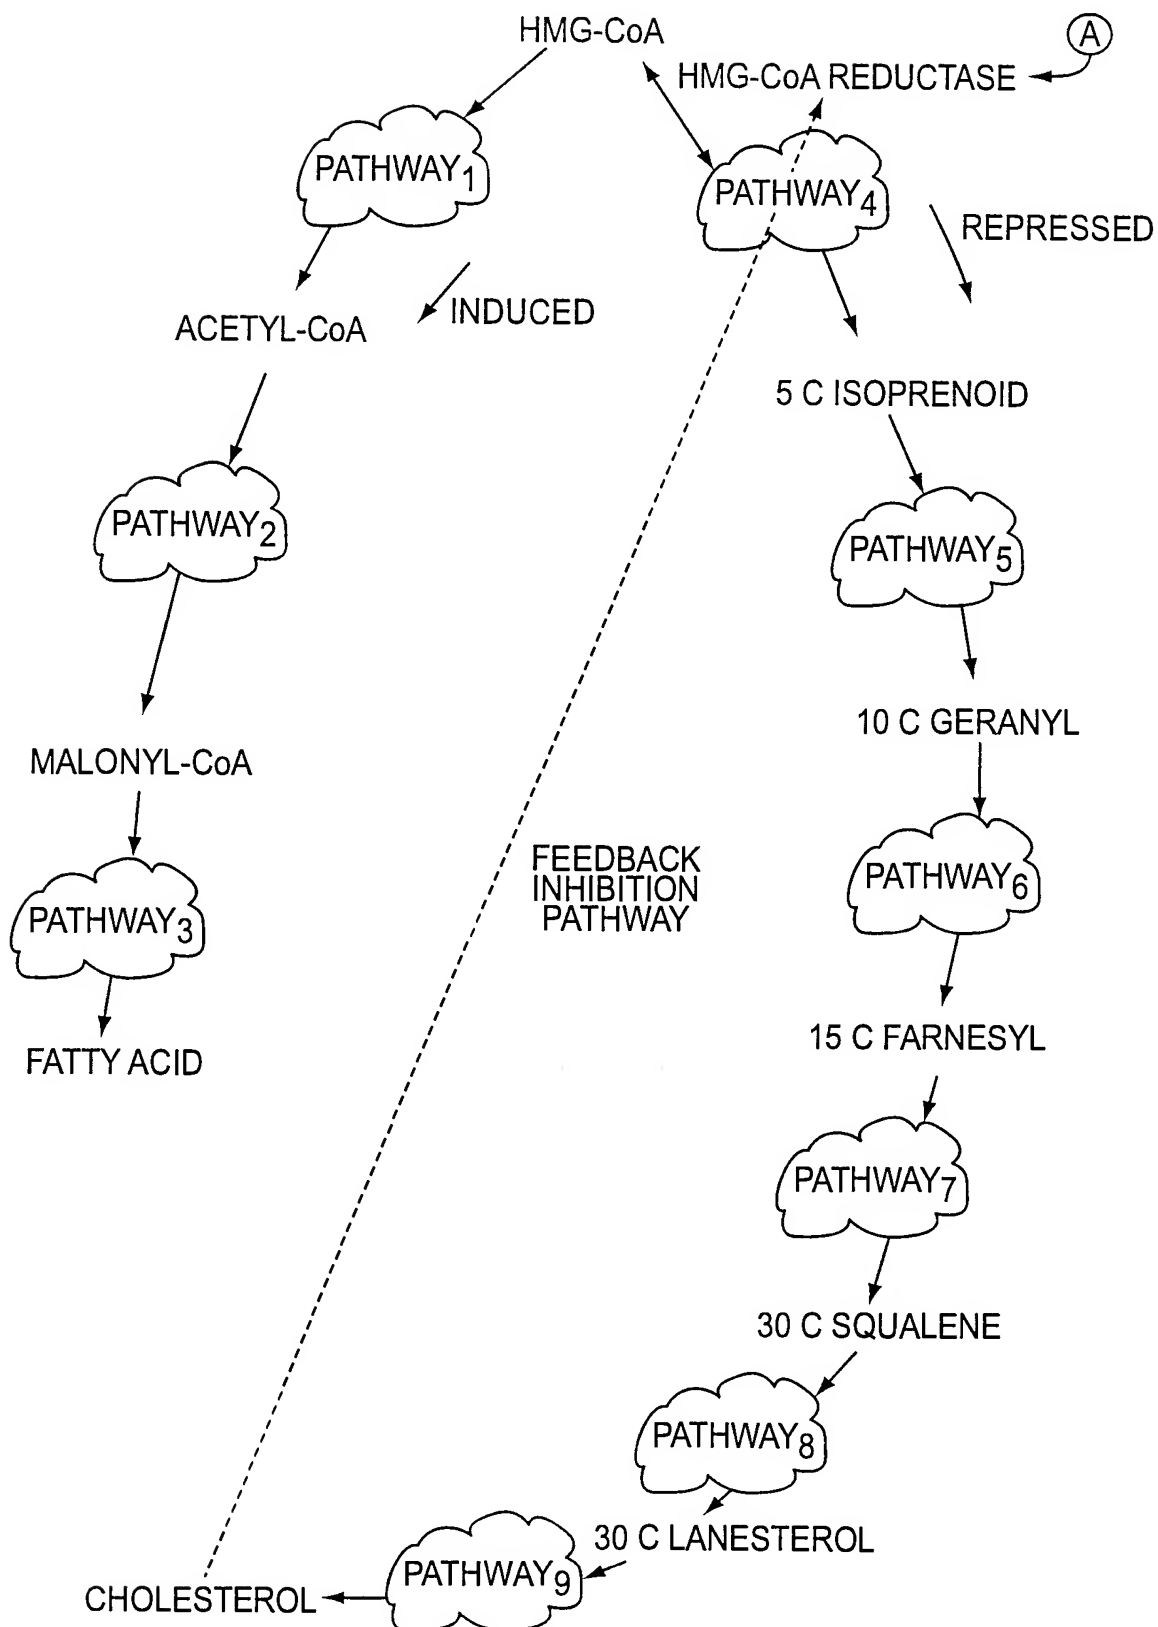 HMG-CoA
A
HMG-CoA REDUCTASE
PATHWAY1
PATHWAY4
REPRESSED
INDUCED
ACETYL-CoA
5 C ISOPRENOID
PATHWAY2
PATHWAY5
10 C GERANYL
MALONYL-CoA
FEEDBACK
INHIBITION
PATHWAY
PATHWAY6
PATHWAY3
15 C FARNESYL
FATTY ACID
PATHWAY7
30 C SQUALENE
PATHWAY8
30 C LANESTEROL
PATHWAY9
CHOLESTEROL